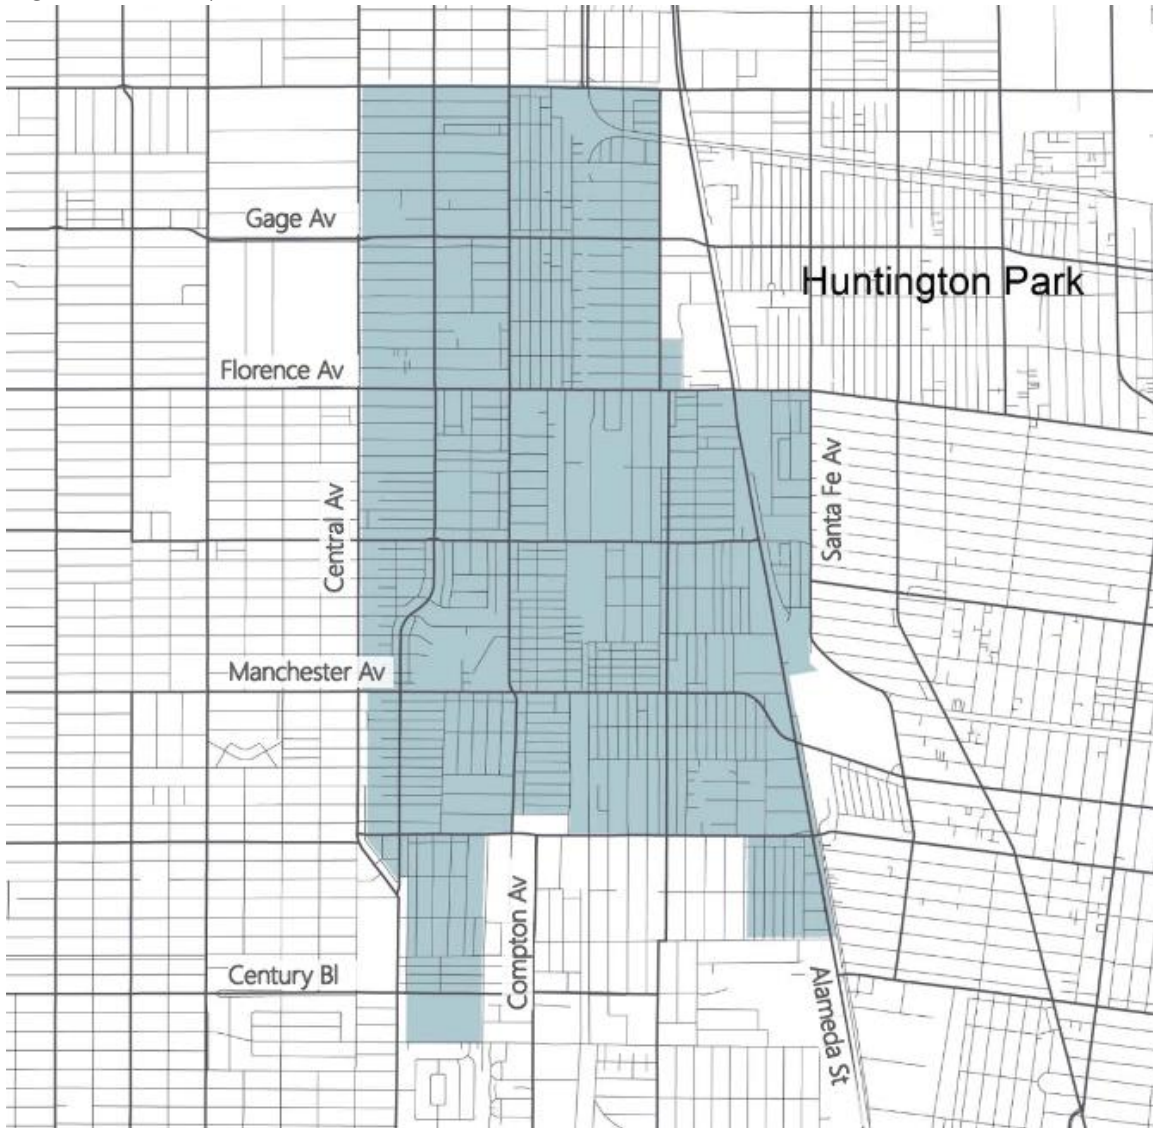 Gage Av
Huntington Park
Florence Av
Central Av
Santa Fe Av
Manchester Av
Compton Av
Century Bl
Alameda St